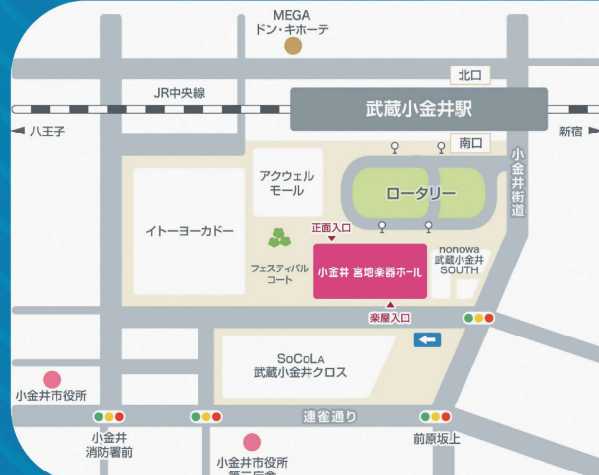 MEGA
ドン・キホーテ
北口
JR中央線
武蔵小金井駅
八王子
新宿
南口
小金井街道
アクウェル
モール
ロータリー
イトーヨーカドー
正面入口
nonowa
武蔵小金井
SOUTH
フェスティバル
コート
小金井 宮地楽器ホール
楽屋入口
SoCoLA
武蔵小金井クロス
小金井市役所
連雀通り
小金井
消防署前
前原坂上
小金井市役所
第二庁舎